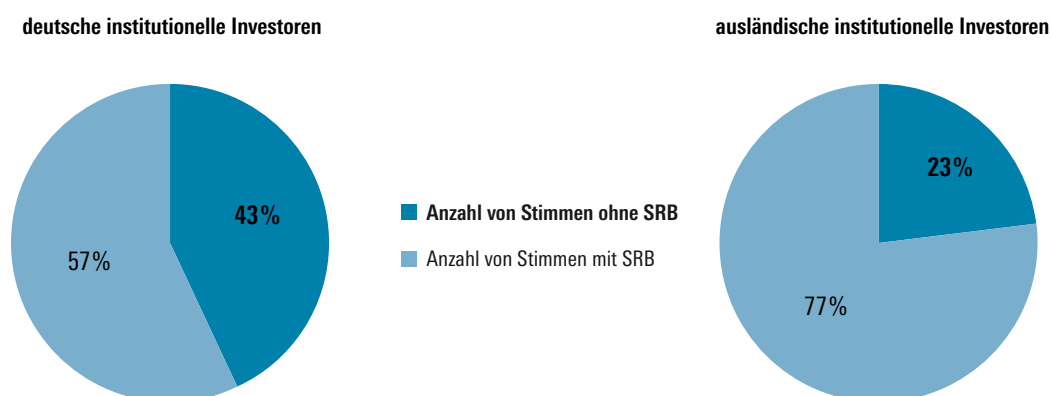 deutsche institutionelle Investoren
43%
57%
Anzahl von Stimmen ohne SRB
Anzahl von Stimmen mit SRB
ausländische institutionelle Investoren
23%
77%